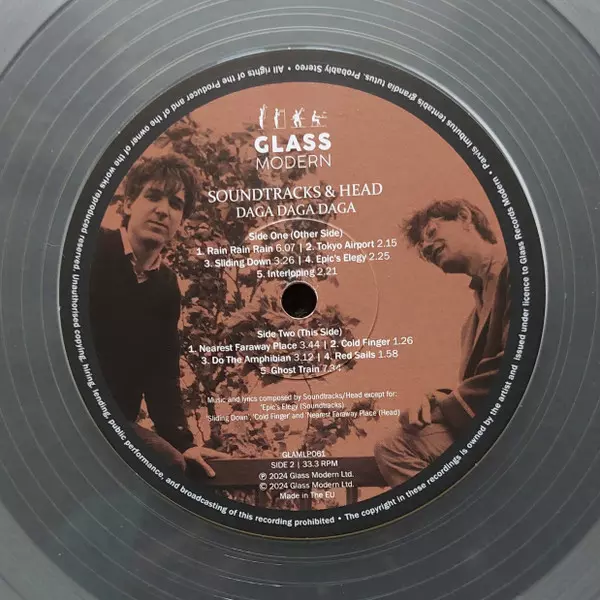 GLASS
MODERN
SOUNDTRACKS & HEAD
DAGA DAGA DAGA
Side One (Other Side)
1. Rain Rain Rain 6.07 | 2. Tokyo Airport 2.15
3. Sliding Down 3:26 | 4. Epic's Elegy 2.25
5. Interloping 2,21
Side Two (This Side)
1. Nearest Faraway Place 3.44 | 2. Cold Finger 1.26
3. Do The Amphibian 3.12 | 4. Red Sails 1.58
5. Ghost Train 7.34
Music and lyrics composed by Soundtracks/Head except for:
'Epic's Elegy (Soundtracks)
'Sliding Down', 'Cold Finger' and 'Nearest Faraway Place (Head)
GLAMLP061
SIDE 2 | 33.3 RPM
℗ 2024 Glass Modern Ltd.
© 2024 Glass Modern Ltd.
Made in The EU
• All rights of the Producer and of the owner of the works reproduced reserved. Unauthorised copying, hiring, lending, public performance, and broadcasting of this recording prohibited • The copyright in these recordings is owned by the artist and issued under licence to Glass Records Modern • Parvis imbutus tentabis grandia tutus. Probably Stereo